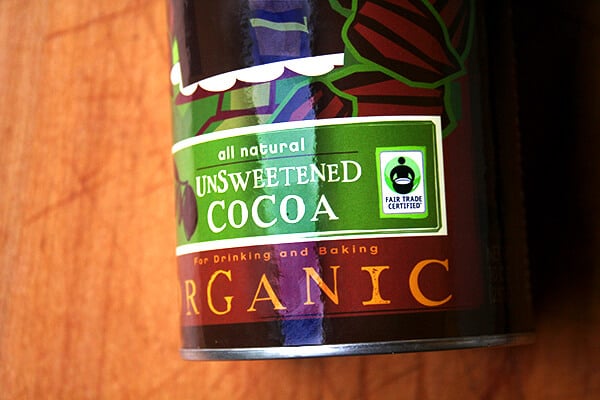 all natural
UNSWEETENED
COCOA
FAIR TRADE
CERTIFIED
For Drinking and Baking
ORGANIC